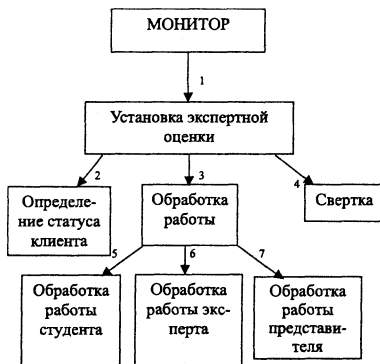 МОНИТОР
1
Установка экспертной
оценки
2
3
4
Определе-
ние статуса
клиента
Обработка
работы
Свертка
5
6
7
Обработка
работы
студента
Обработка
работы экс-
перта
Обработка
работы
представи-
теля